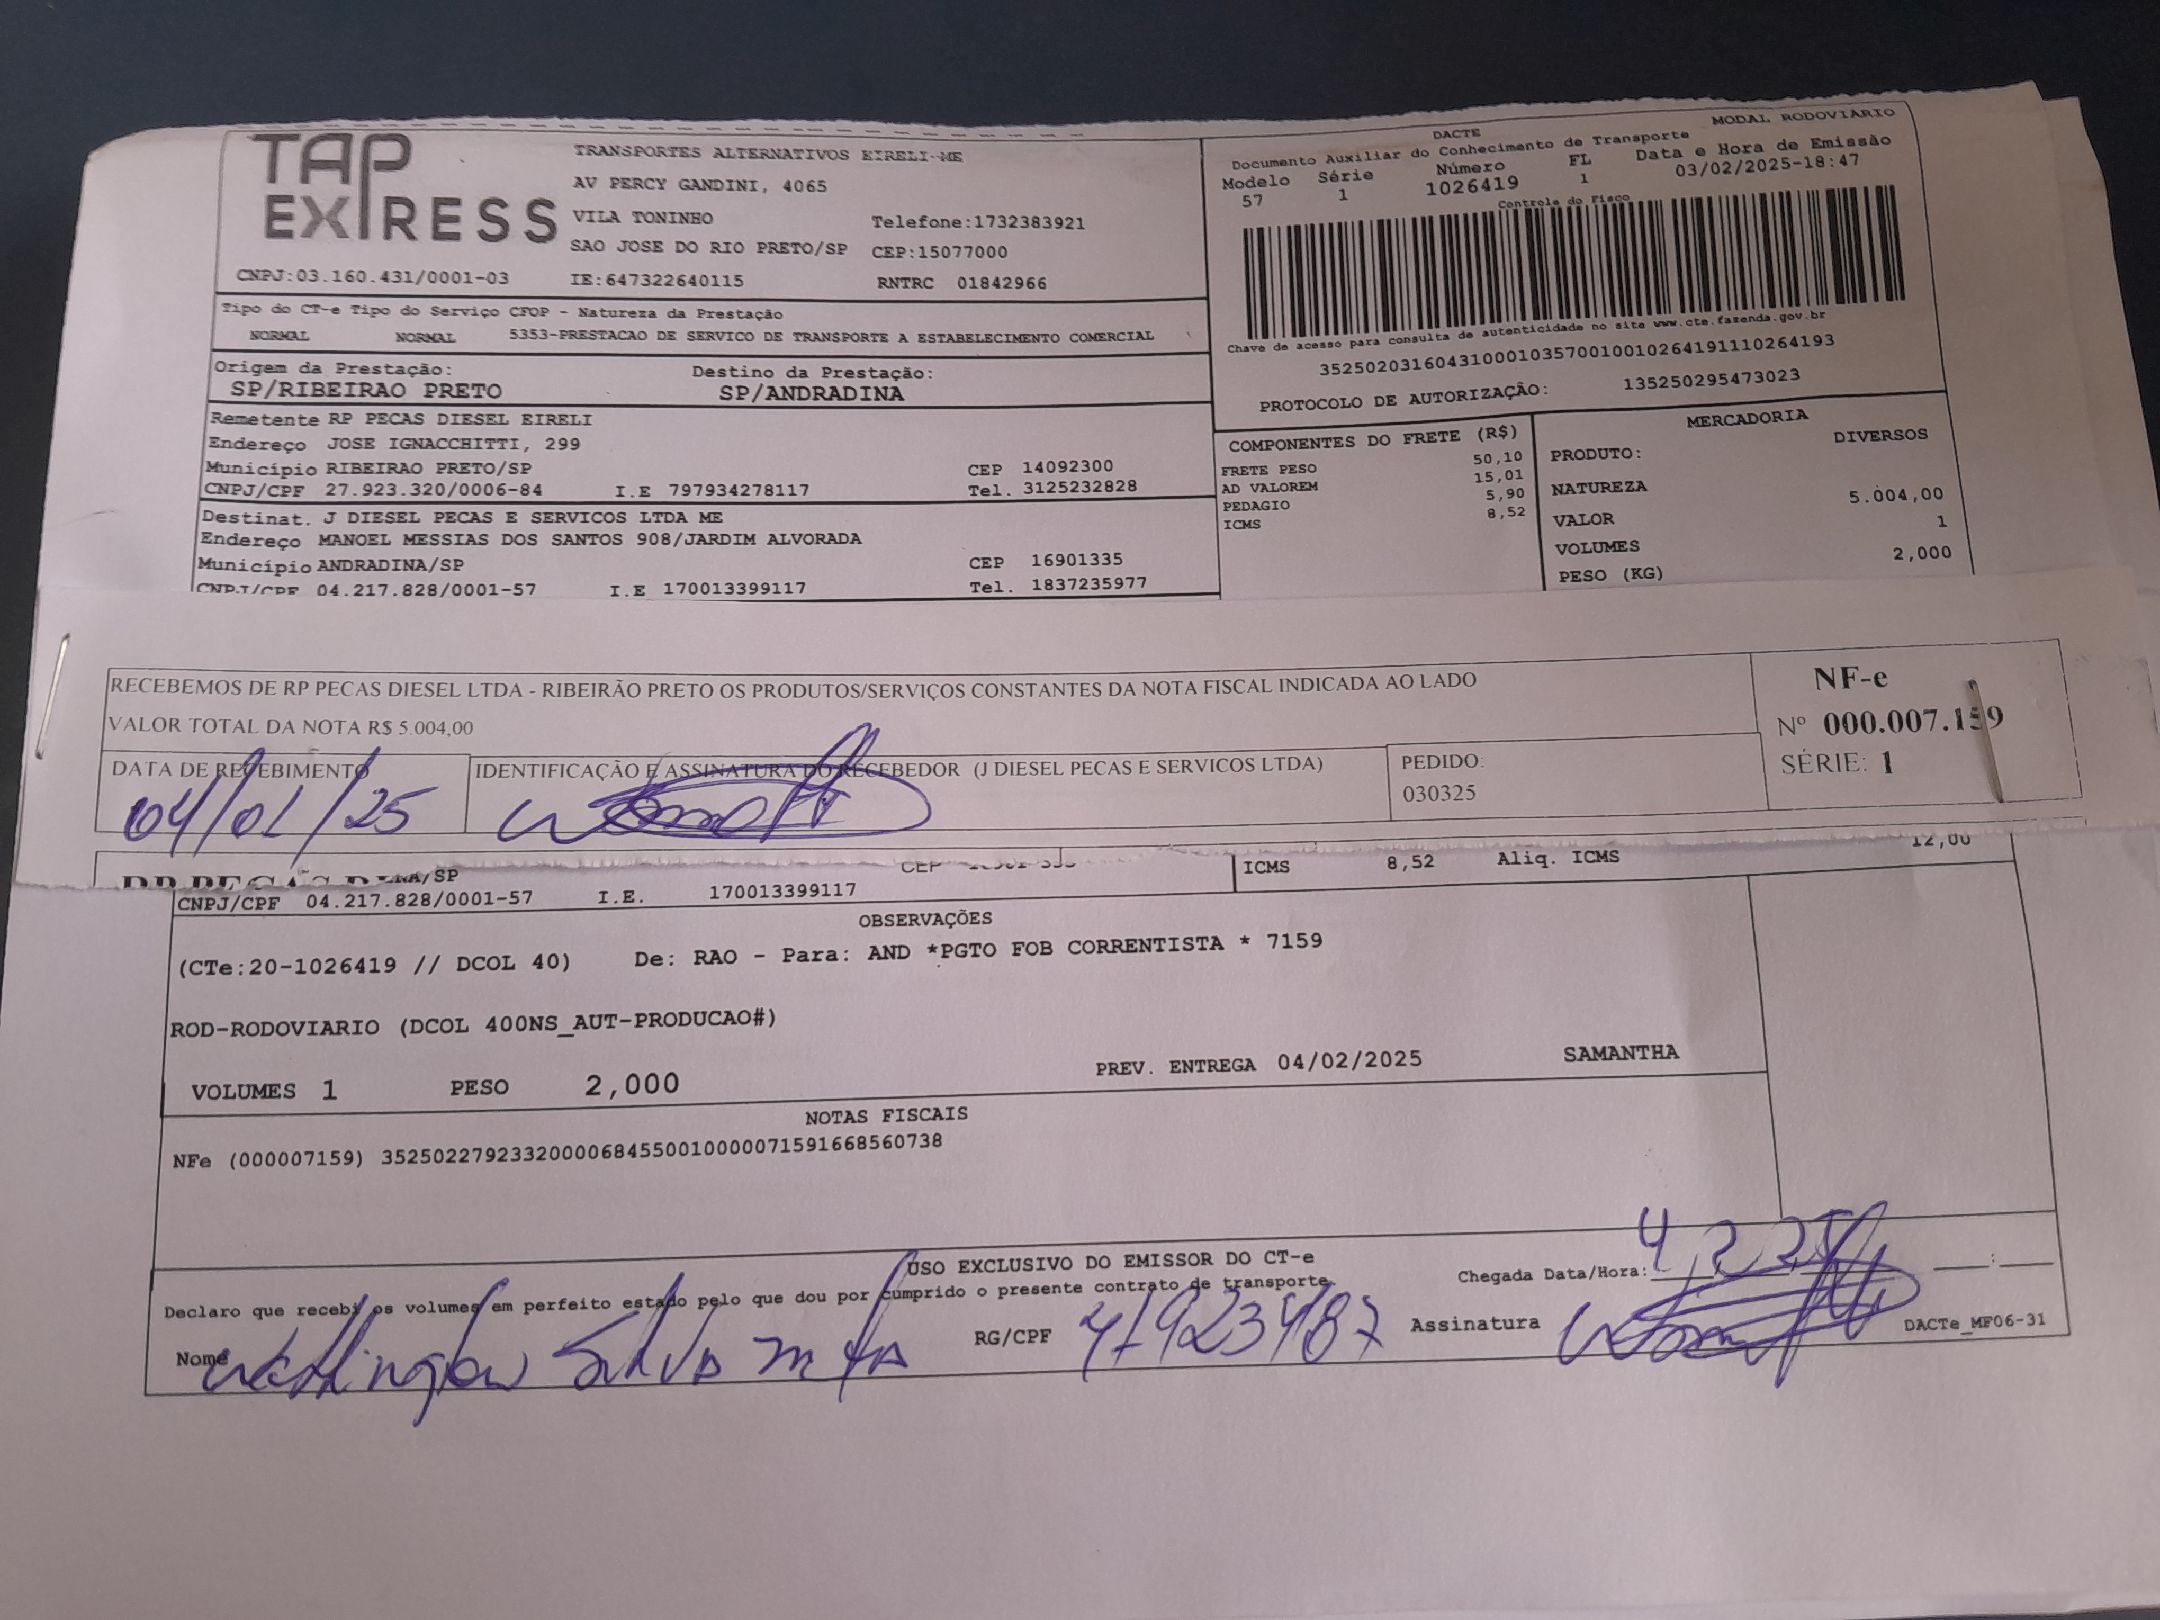 TAP EXPRESS
TRANSPORTES ALTERNATIVOS EIRELI-ME
AV PERCY GANDINI, 4065
VILA TONINHO Telefone:1732383921
SAO JOSE DO RIO PRETO/SP CEP:15077000
CNPJ:03.160.431/0001-03 IE:647322640115 RNTRC 01842966
MODAL RODOVIARIO
DACTE
Documento Auxiliar do Conhecimento de Transporte
Modelo Série Número FL Data e Hora de Emissão
57 1 1026419 1 03/02/2025-18:47
Controle do Fisco
Chave de acesso para consulta de autenticidade no site www.cte.fazenda.gov.br
35250203160431000103570010010264191110264193
PROTOCOLO DE AUTORIZAÇÃO: 135250295473023
Tipo do CT-e Tipo do Serviço CFOP - Natureza da Prestação
NORMAL NORMAL 5353-PRESTACAO DE SERVICO DE TRANSPORTE A ESTABELECIMENTO COMERCIAL
Origem da Prestação: Destino da Prestação:
SP/RIBEIRAO PRETO SP/ANDRADINA
Remetente RP PECAS DIESEL EIRELI
Endereço JOSE IGNACCHITTI, 299
Município RIBEIRAO PRETO/SP CEP 14092300
CNPJ/CPF 27.923.320/0006-84 I.E 797934278117 Tel. 3125232828
Destinat. J DIESEL PECAS E SERVICOS LTDA ME
Endereço MANOEL MESSIAS DOS SANTOS 908/JARDIM ALVORADA
Município ANDRADINA/SP CEP 16901335
CNPJ/CPF 04.217.828/0001-57 I.E 170013399117 Tel. 1837235977
COMPONENTES DO FRETE (R$)
FRETE PESO 50,10
AD VALOREM 15,01
PEDAGIO 5,90
ICMS 8,52
MERCADORIA
PRODUTO: DIVERSOS
NATUREZA
VALOR 5.004,00
VOLUMES 1
PESO (KG) 2,000
RECEBEMOS DE RP PECAS DIESEL LTDA - RIBEIRÃO PRETO OS PRODUTOS/SERVIÇOS CONSTANTES DA NOTA FISCAL INDICADA AO LADO
VALOR TOTAL DA NOTA R$ 5.004,00
DATA DE RECEBIMENTO IDENTIFICAÇÃO E ASSINATURA DO RECEBEDOR (J DIESEL PECAS E SERVICOS LTDA)
04/01/25
PEDIDO:
030325
NF-e
Nº 000.007.159
SÉRIE: 1
/SP CEP ICMS 8,52 Aliq. ICMS 12,00
CNPJ/CPF 04.217.828/0001-57 I.E. 170013399117
OBSERVAÇÕES
(CTe:20-1026419 // DCOL 40) De: RAO - Para: AND *PGTO FOB CORRENTISTA * 7159
ROD-RODOVIARIO (DCOL 400NS_AUT-PRODUCAO#)
VOLUMES 1 PESO 2,000 PREV. ENTREGA 04/02/2025 SAMANTHA
NOTAS FISCAIS
NFe (000007159) 35250227923320000684550010000071591668560738
USO EXCLUSIVO DO EMISSOR DO CT-e
Declaro que recebi os volumes em perfeito estado pelo que dou por cumprido o presente contrato de transporte. Chegada Data/Hora: 4 2 25 :
Nome Washington Silva RG/CPF 419234187 Assinatura DACTe_MF06-31